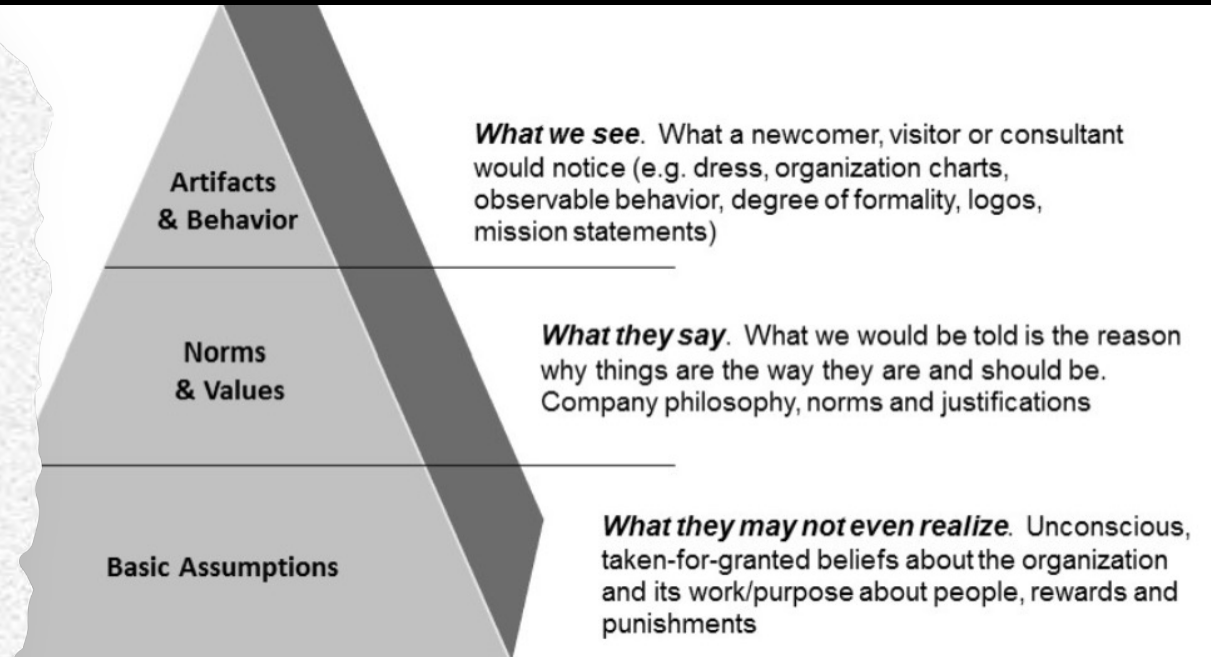 Artifacts
& Behavior
What we see. What a newcomer, visitor or consultant
would notice (e.g. dress, organization charts,
observable behavior, degree of formality, logos,
mission statements)
Norms
& Values
What they say. What we would be told is the reason
why things are the way they are and should be.
Company philosophy, norms and justifications
Basic Assumptions
What they may not even realize. Unconscious,
taken-for-granted beliefs about the organization
and its work/purpose about people, rewards and
punishments